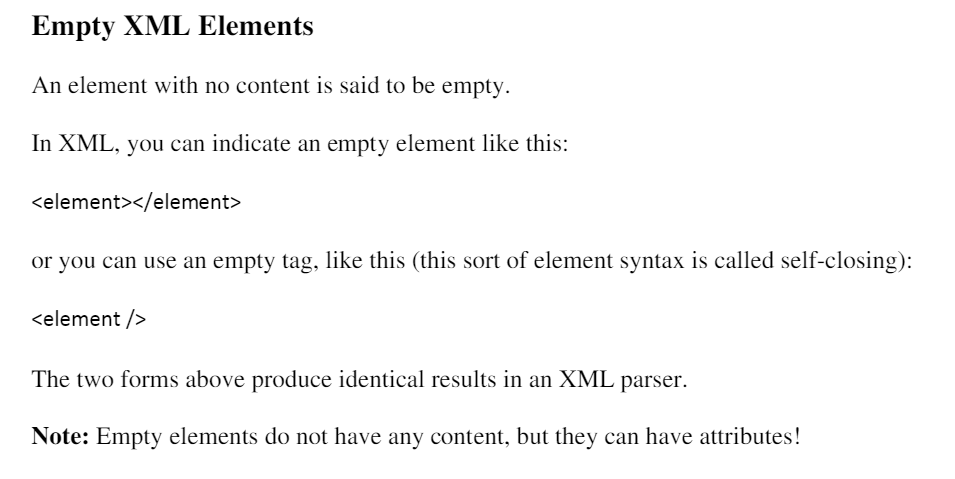 Empty XML Elements
An element with no content is said to be empty.
In XML, you can indicate an empty element like this:
<element></element>
or you can use an empty tag, like this (this sort of element syntax is called self-closing):
<element />
The two forms above produce identical results in an XML parser.
Note: Empty elements do not have any content, but they can have attributes!